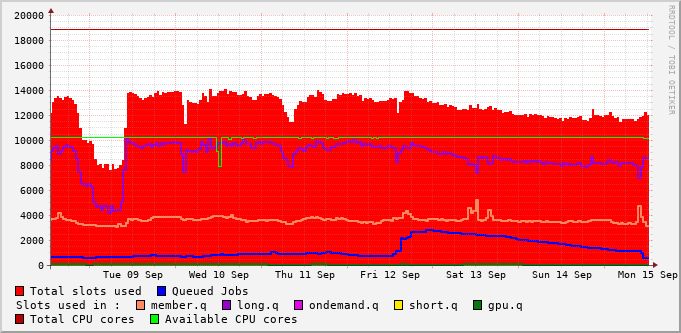 20000
18000
16000
14000
12000
10000
8000
6000
4000
2000
0
Tue 09 Sep Wed 10 Sep Thu 11 Sep Fri 12 Sep Sat 13 Sep Sun 14 Sep Mon 15 Sep
RRDTOOL / TOBI OETIKER
Total slots used Queued Jobs
Slots used in : member.q long.q ondemand.q short.q gpu.q
Total CPU cores Available CPU cores